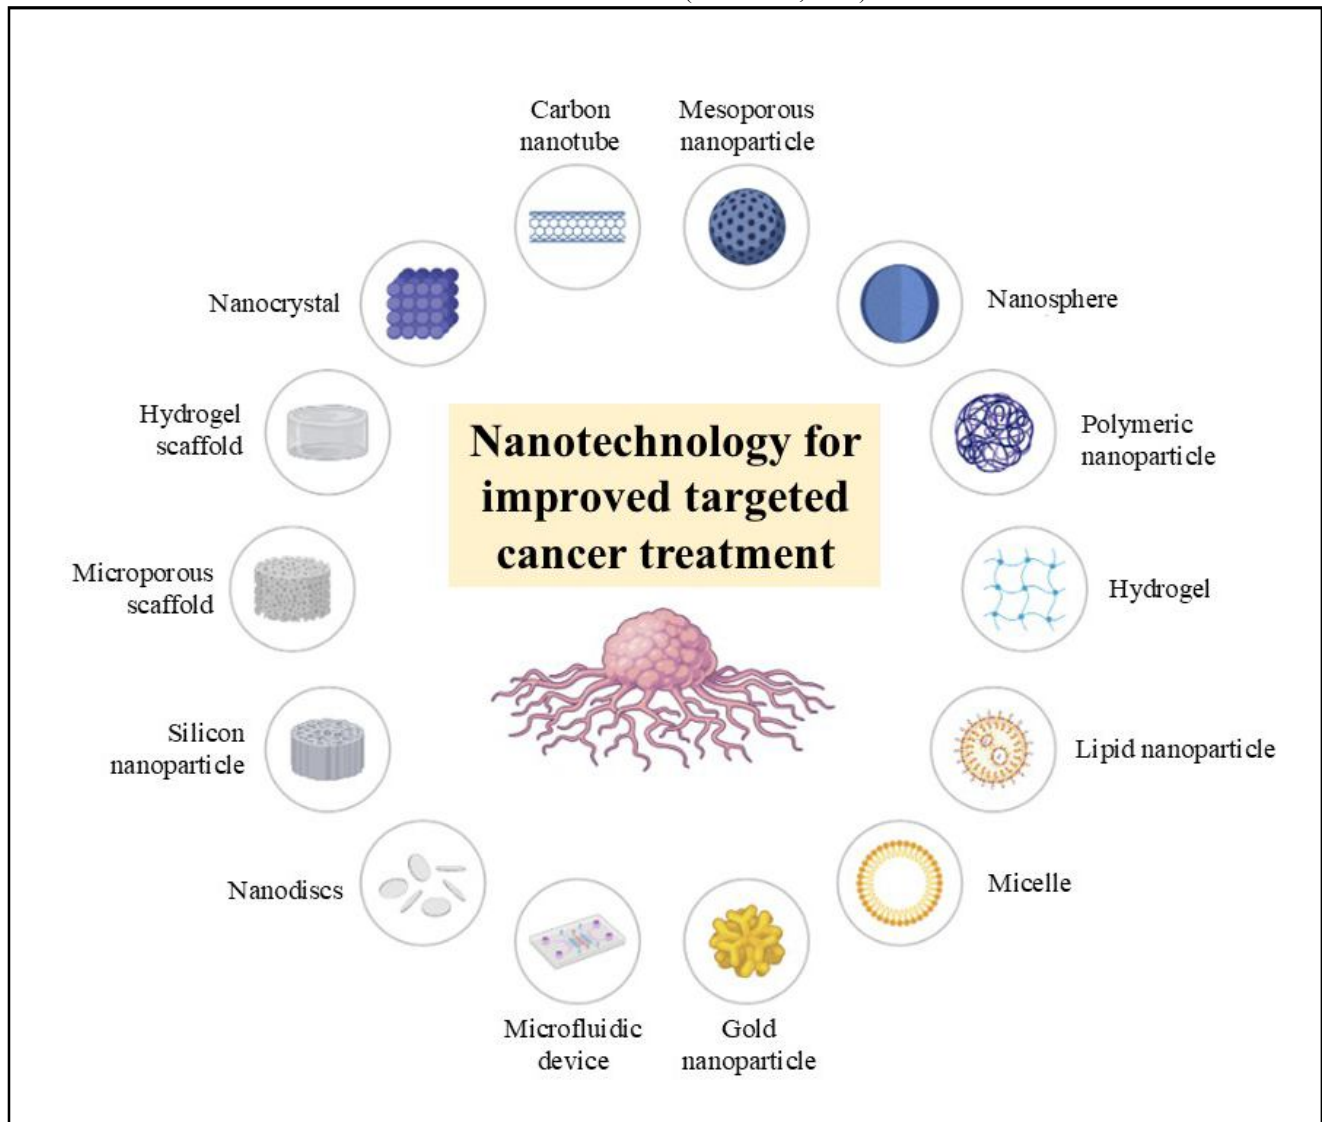 Carbon
nanotube
Mesoporous
nanoparticle
Nanocrystal
Nanosphere
Hydrogel
scaffold
Polymeric
nanoparticle
Nanotechnology for
improved targeted
cancer treatment
Microporous
scaffold
Hydrogel
Silicon
nanoparticle
Lipid nanoparticle
Nanodiscs
Micelle
Microfluidic
device
Gold
nanoparticle